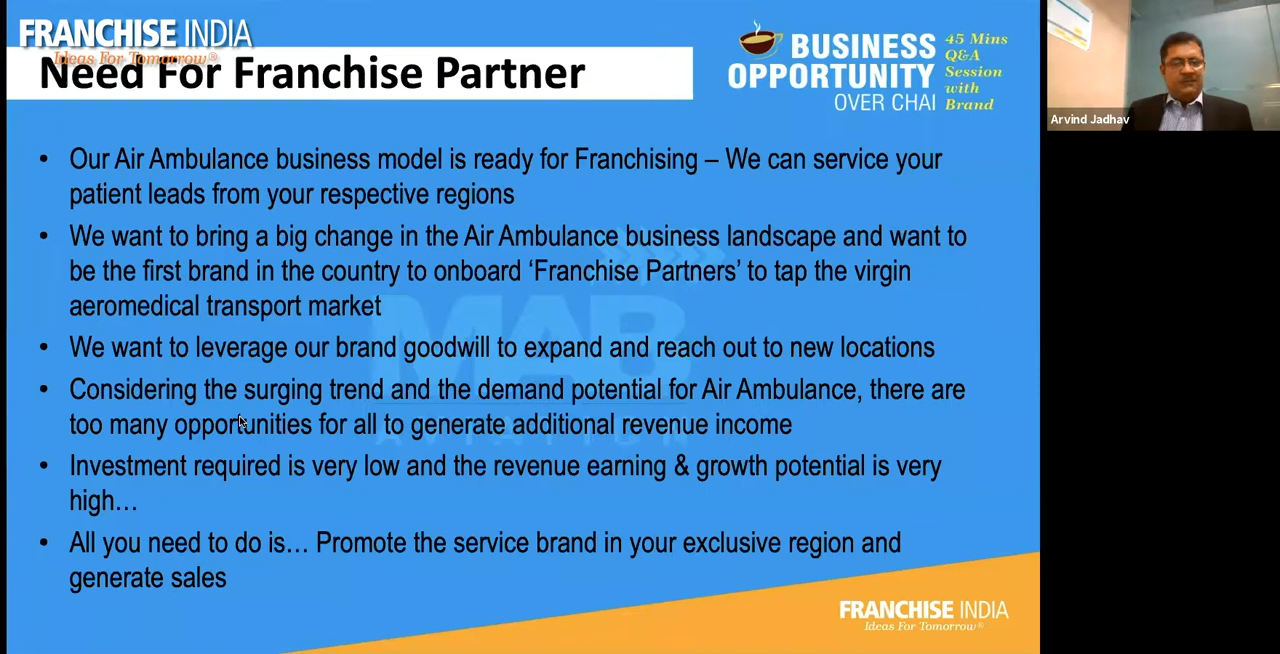 FRANCHISE INDIA
Ideas For Tomorrow®
Need For Franchise Partner
BUSINESS
OPPORTUNITY
OVER CHAI
45 Mins
Q&A
Session
with
Brand
Arvind Jadhav
• Our Air Ambulance business model is ready for Franchising – We can service your
patient leads from your respective regions
• We want to bring a big change in the Air Ambulance business landscape and want to
be the first brand in the country to onboard ‘Franchise Partners’ to tap the virgin
aeromedical transport market
• We want to leverage our brand goodwill to expand and reach out to new locations
• Considering the surging trend and the demand potential for Air Ambulance, there are
too many opportunities for all to generate additional revenue income
• Investment required is very low and the revenue earning & growth potential is very
high…
• All you need to do is… Promote the service brand in your exclusive region and
generate sales
MAB
AVIATION
FRANCHISE INDIA
Ideas For Tomorrow®